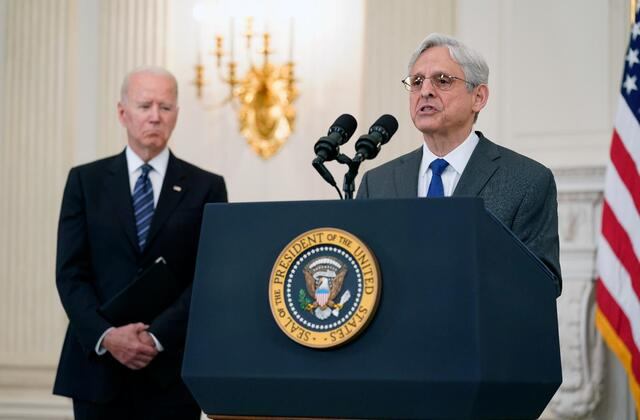 SEAL OF THE PRESIDENT OF THE UNITED STATES